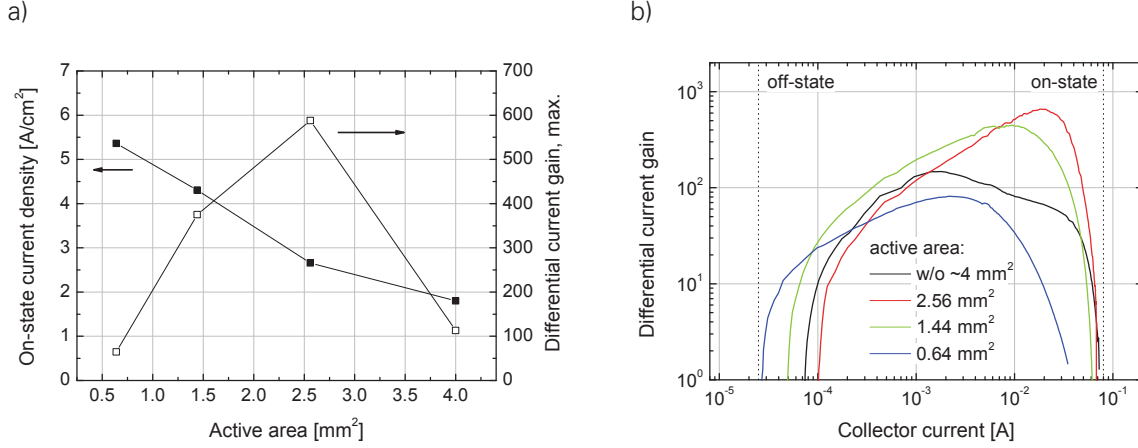 a)
7
6
5
4
3
2
1
0
0.5 1.0 1.5 2.0 2.5 3.0 3.5 4.0
Active area [mm²]
On-state current density [A/cm²]
700
600
500
400
300
200
100
0
Differential current gain, max.
b)
off-state
on-state
10³
10²
10¹
10⁰
10⁻⁵ 10⁻⁴ 10⁻³ 10⁻² 10⁻¹
Collector current [A]
Differential current gain
active area:
w/o ~4 mm²
2.56 mm²
1.44 mm²
0.64 mm²